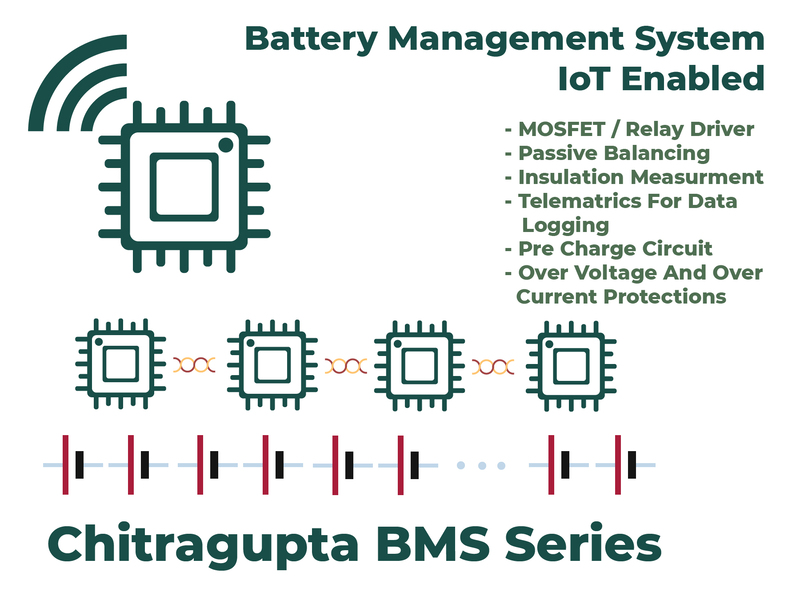 Battery Management System
IoT Enabled
- MOSFET / Relay Driver
- Passive Balancing
- Insulation Measurment
- Telematrics For Data
Logging
- Pre Charge Circuit
- Over Voltage And Over
Current Protections
Chitragupta BMS Series